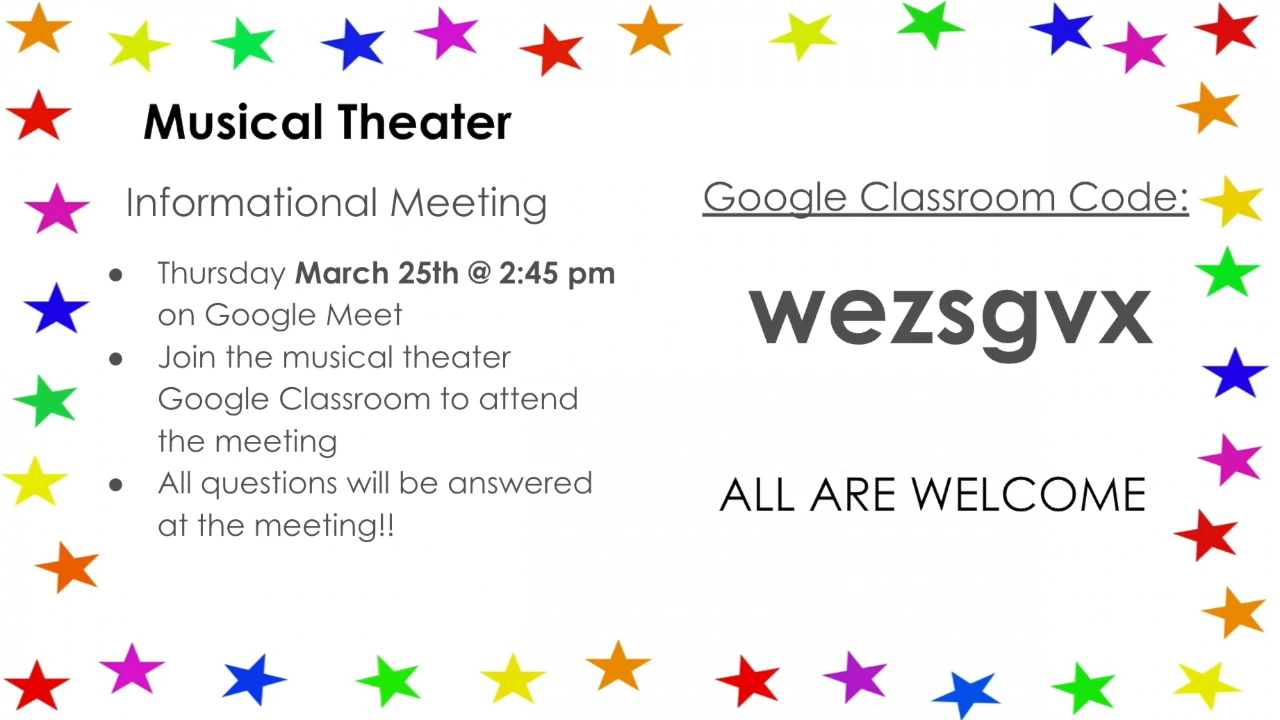 Musical Theater
Informational Meeting
● Thursday March 25th @ 2:45 pm
on Google Meet
● Join the musical theater
Google Classroom to attend
the meeting
● All questions will be answered
at the meeting!!
Google Classroom Code:
wezsgvx
ALL ARE WELCOME